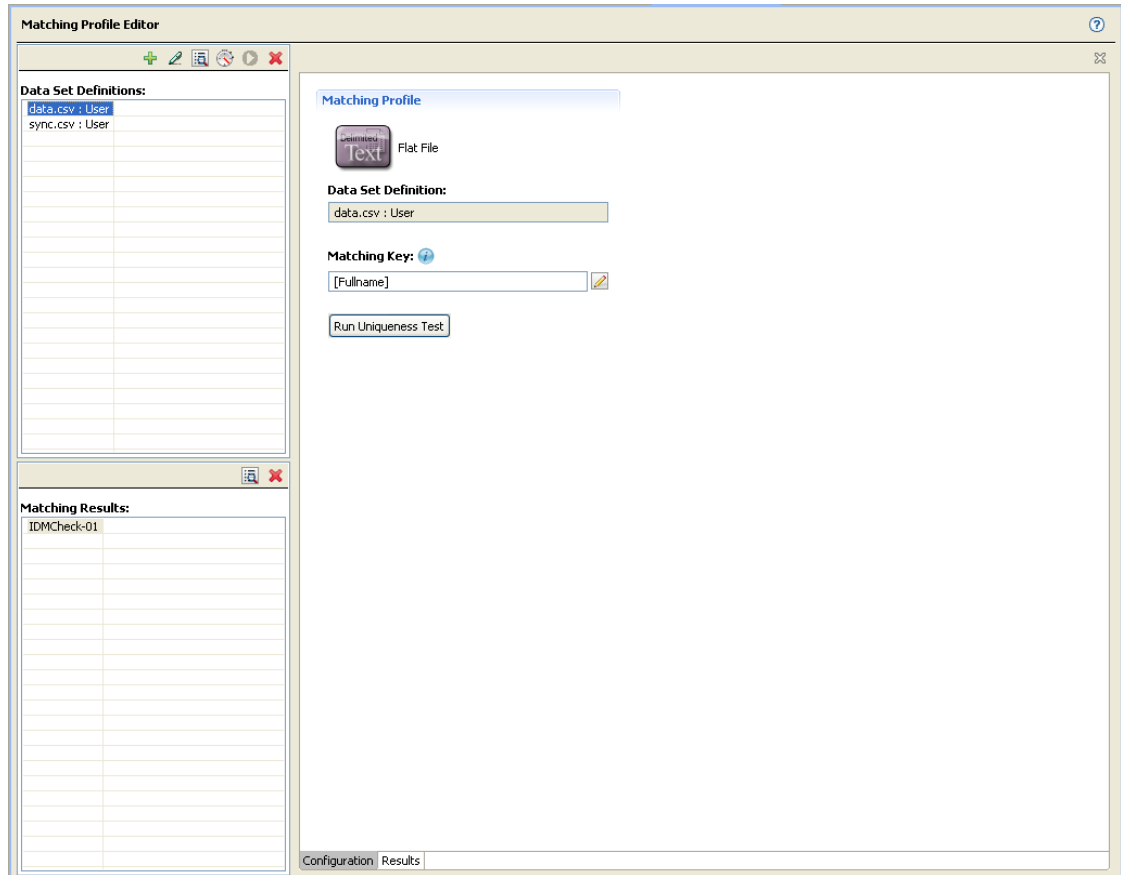 Matching Profile Editor
Data Set Definitions:
data.csv : User
sync.csv : User
Matching Results:
IDMCheck-01
Matching Profile
Delimited
Text
Flat File
Data Set Definition:
data.csv : User
Matching Key:
[Fullname]
Run Uniqueness Test
Configuration
Results